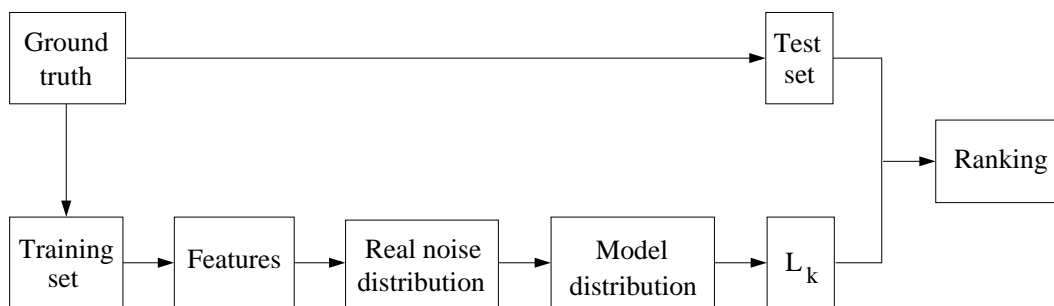 Ground
truth
Test
set
Ranking
Training
set
Features
Real noise
distribution
Model
distribution
L k